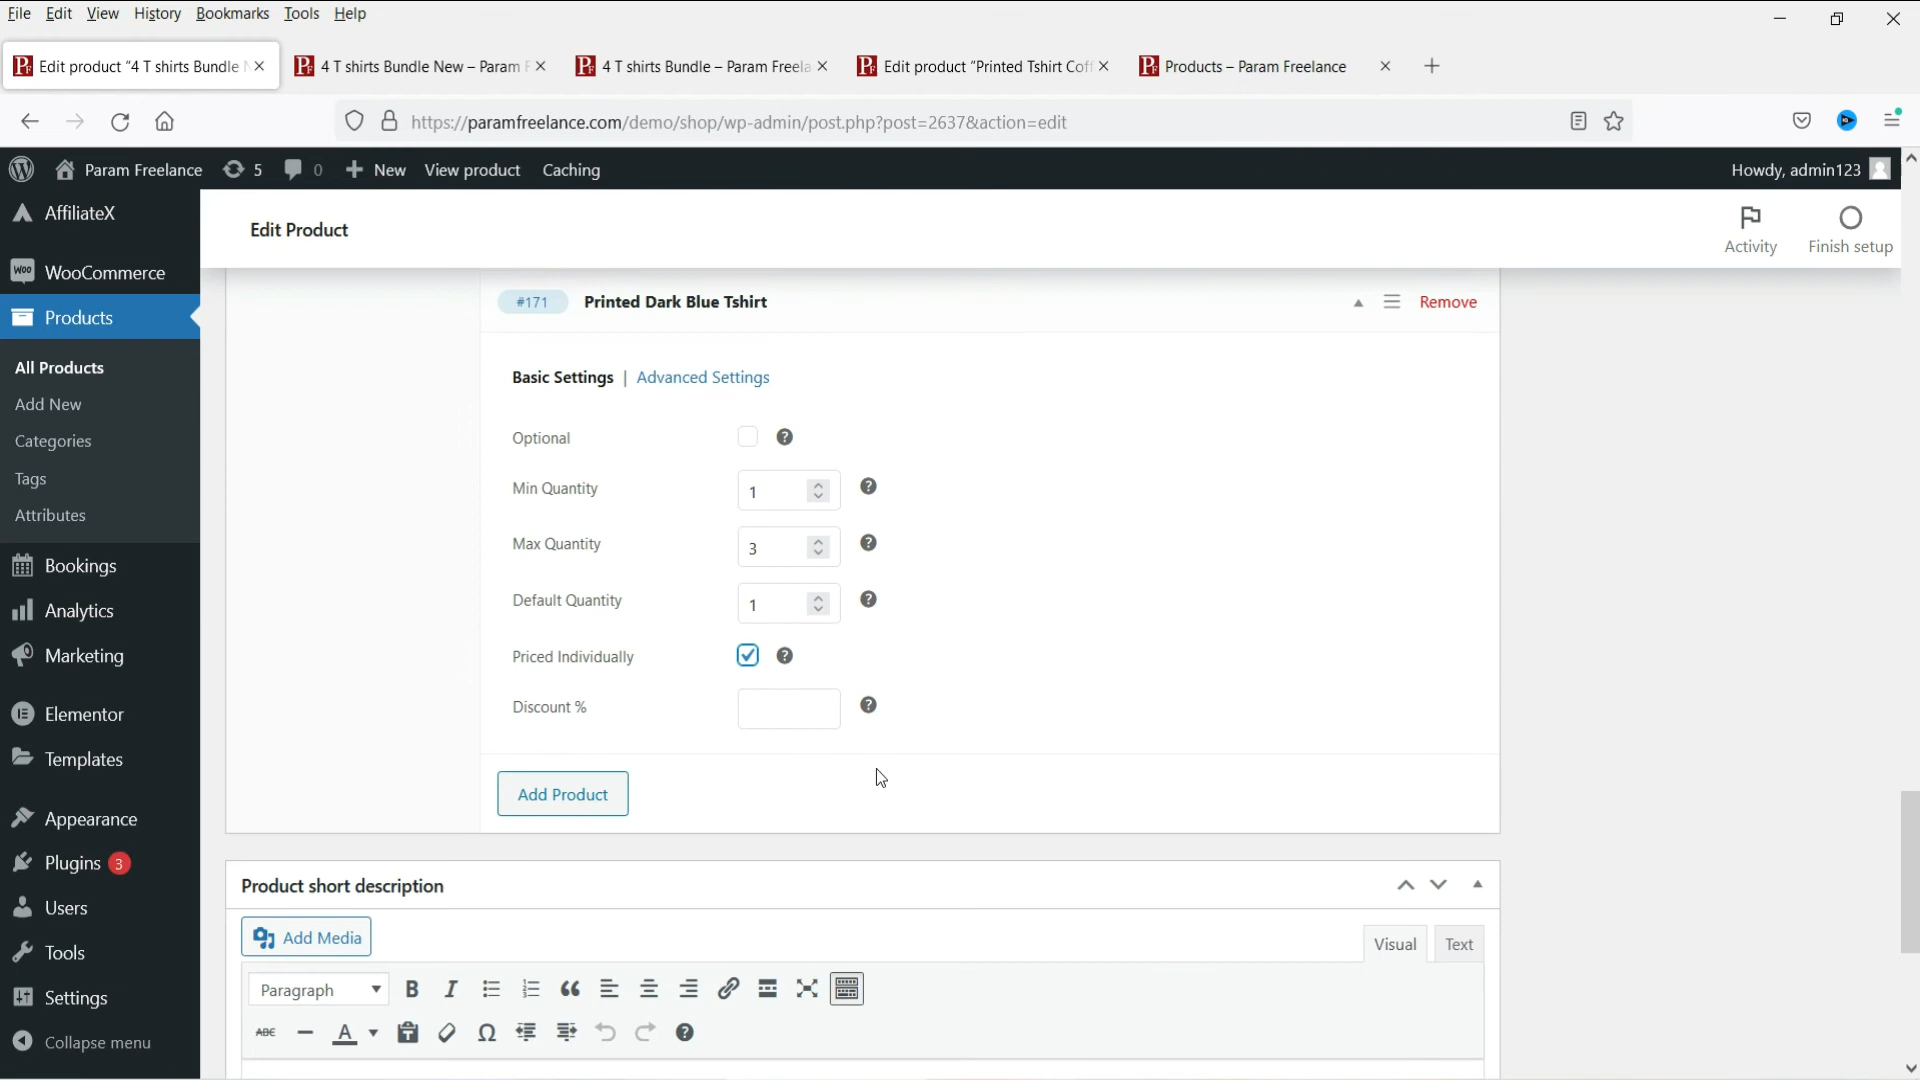 File Edit View History Bookmarks Tools Help
Edit product "4 T shirts Bundle N
4 T shirts Bundle New – Param F
4 T shirts Bundle – Param Freela
Edit product "Printed Tshirt Coff
Products – Param Freelance
https://paramfreelance.com/demo/shop/wp-admin/post.php?post=2637&action=edit
Param Freelance 5 0 New View product Caching Howdy, admin123
AffiliateX
WooCommerce
Products
All Products
Add New
Categories
Tags
Attributes
Bookings
Analytics
Marketing
Elementor
Templates
Appearance
Plugins 3
Users
Tools
Settings
Collapse menu
Edit Product
Activity
Finish setup
#171 Printed Dark Blue Tshirt Remove
Basic Settings | Advanced Settings
Optional
Min Quantity 1
Max Quantity 3
Default Quantity 1
Priced Individually
Discount %
Add Product
Product short description
Add Media
Visual Text
Paragraph B I
ABC A